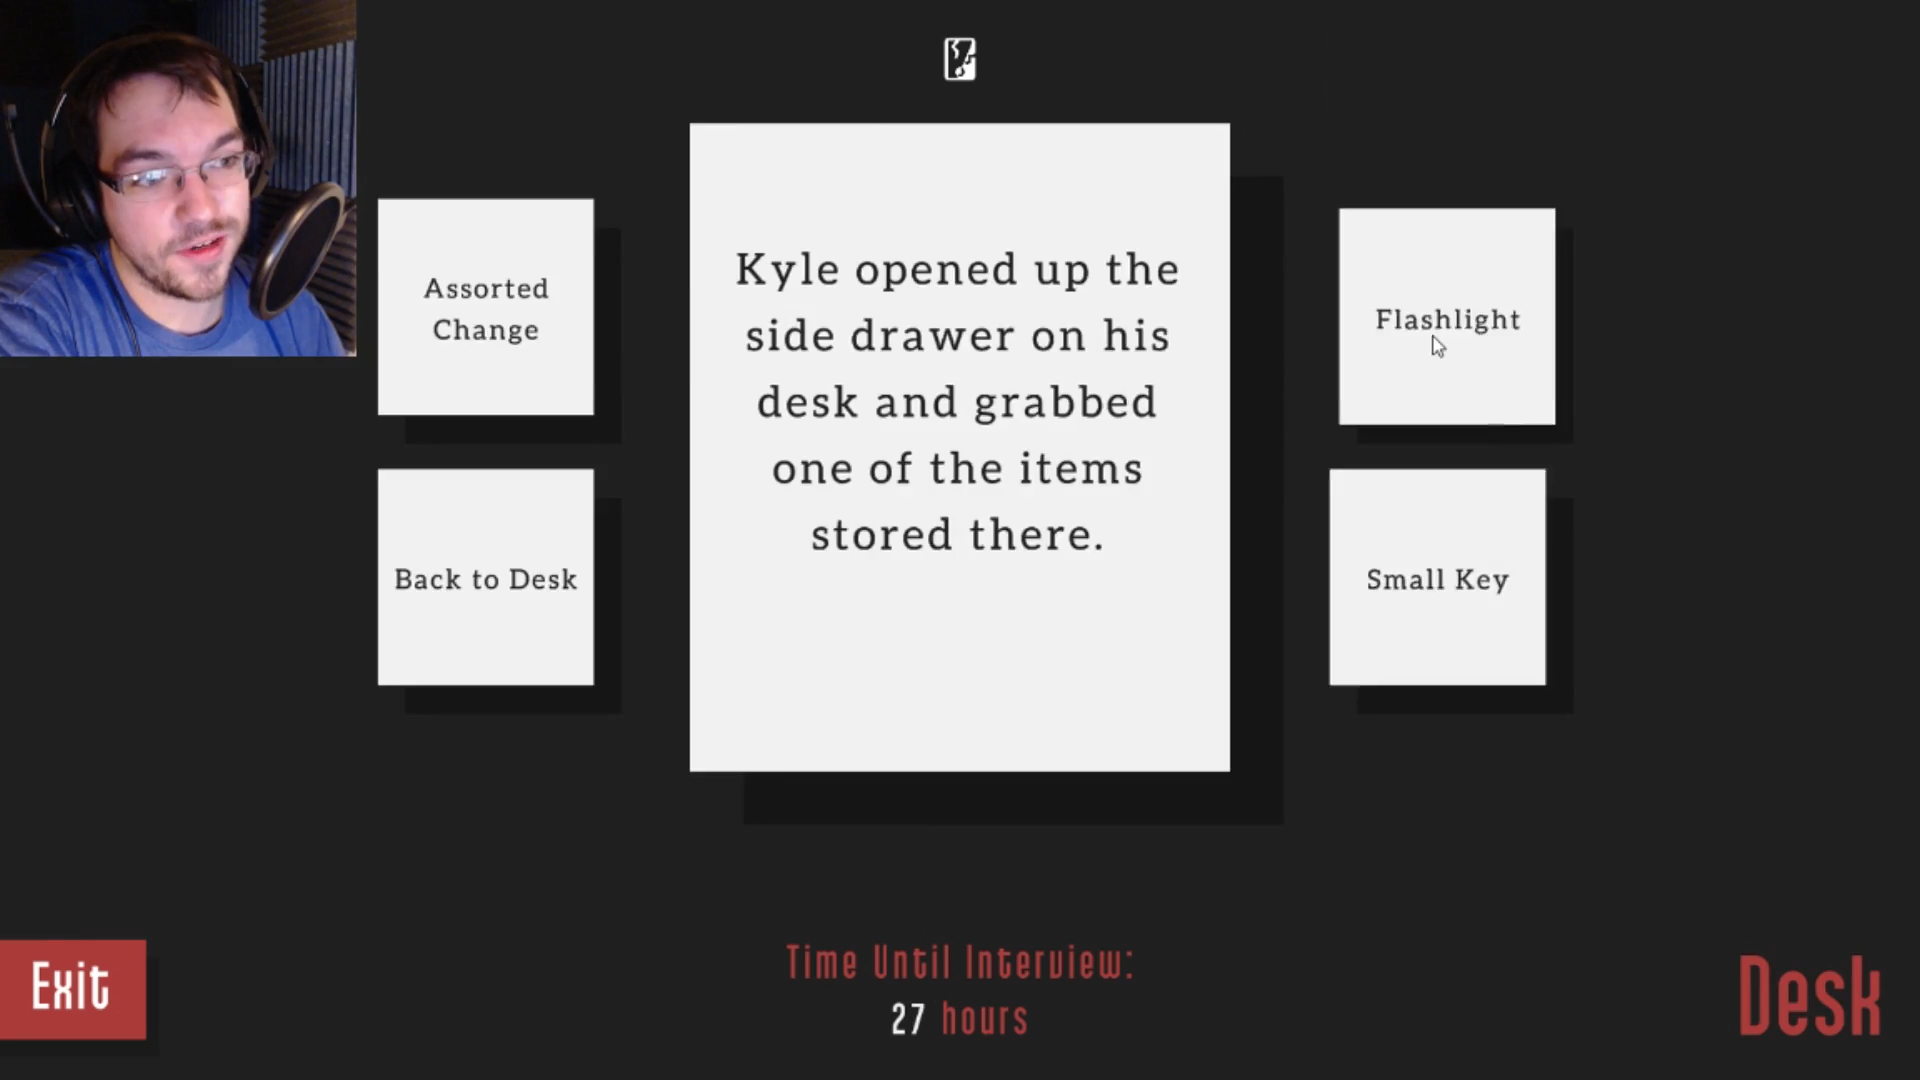 Assorted
Change
Back to Desk
Kyle opened up the
side drawer on his
desk and grabbed
one of the items
stored there.
Flashlight
Small Key
Exit
Time Until Interview:
27 hours
Desk